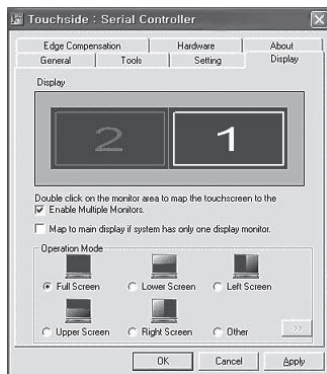 Touchside : Serial Controller
Edge Compensation Hardware About
General Tools Setting Display
Display
2 1
Double click on the monitor area to map the touchscreen to the
Enable Multiple Monitors.
Map to main display if system has only one display monitor.
Operation Mode
Full Screen Lower Screen Left Screen
Upper Screen Right Screen Other >>
OK Cancel Apply